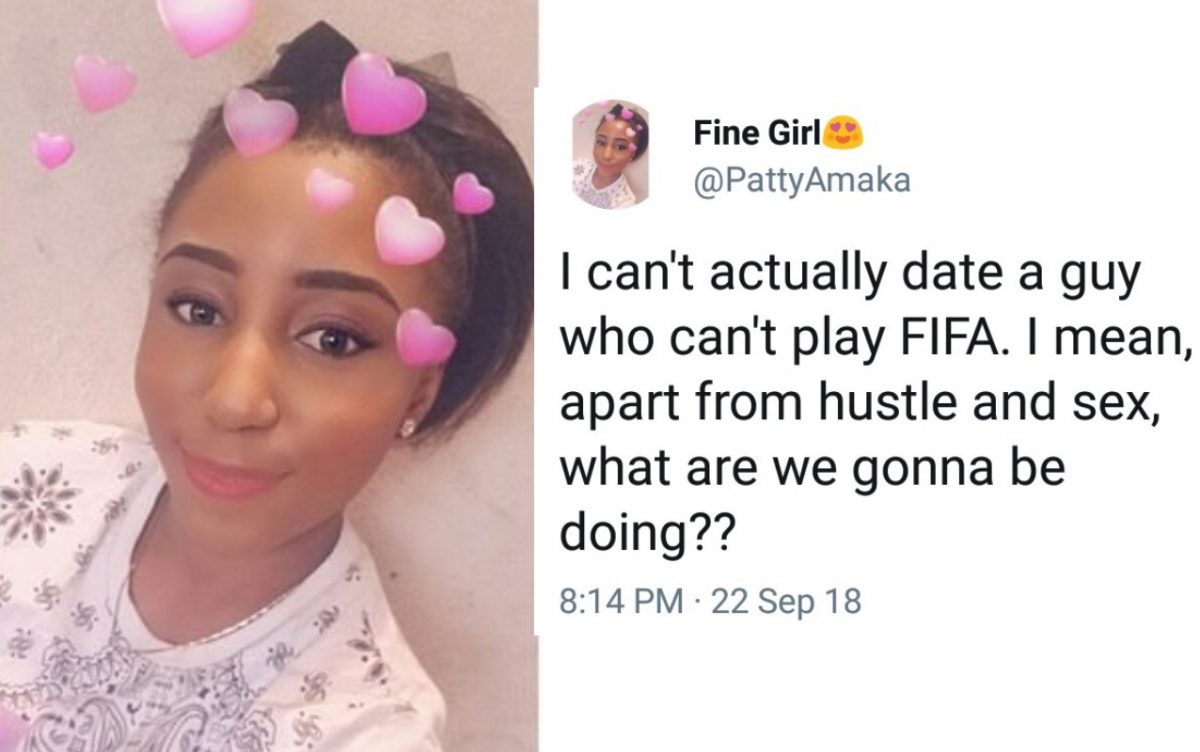 Fine Girl😍
@PattyAmaka
I can't actually date a guy
who can't play FIFA. I mean,
apart from hustle and sex,
what are we gonna be
doing??
8:14 PM · 22 Sep 18